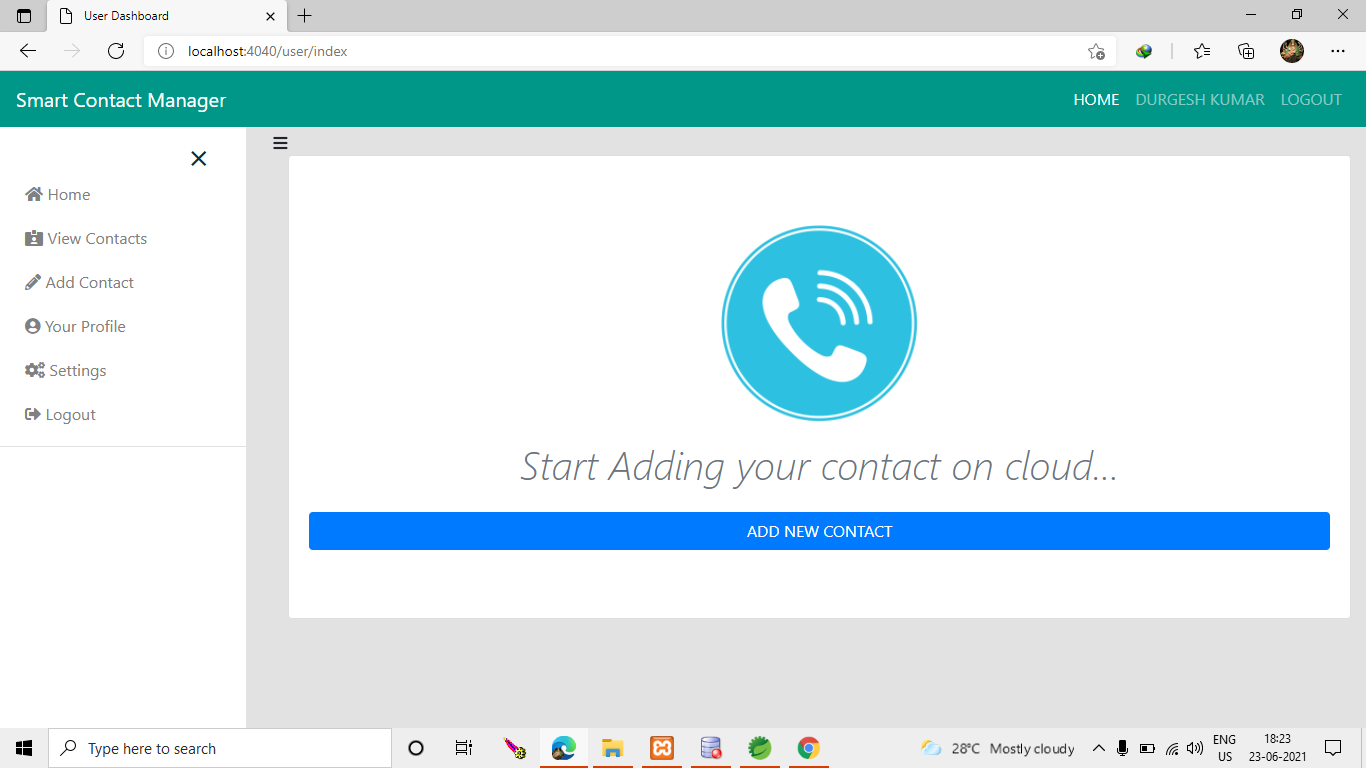 User Dashboard
localhost:4040/user/index
Smart Contact Manager
HOME DURGESH KUMAR LOGOUT
Home
View Contacts
Add Contact
Your Profile
Settings
Logout
Start Adding your contact on cloud...
ADD NEW CONTACT
Type here to search
28°C Mostly cloudy
ENG
US
18:23
23-06-2021